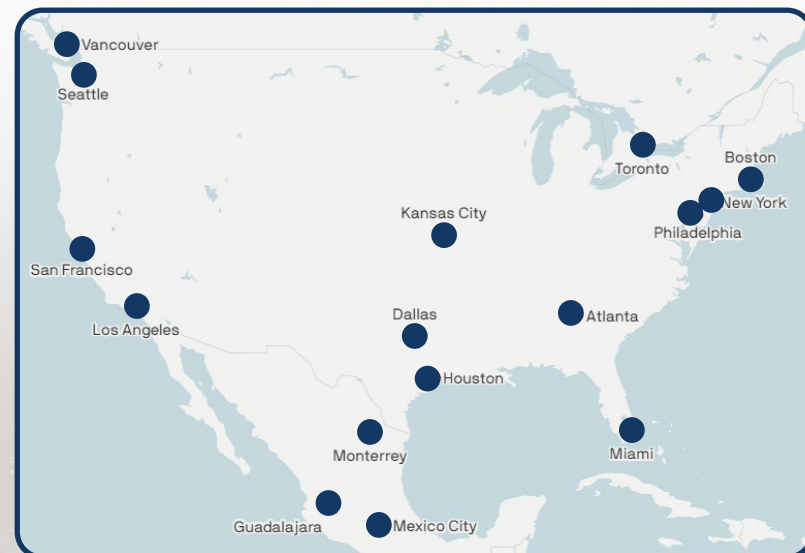 Vancouver
Seattle
Toronto
Boston
New York
Philadelphia
Kansas City
San Francisco
Los Angeles
Dallas
Atlanta
Houston
Monterrey
Miami
Guadalajara
Mexico City